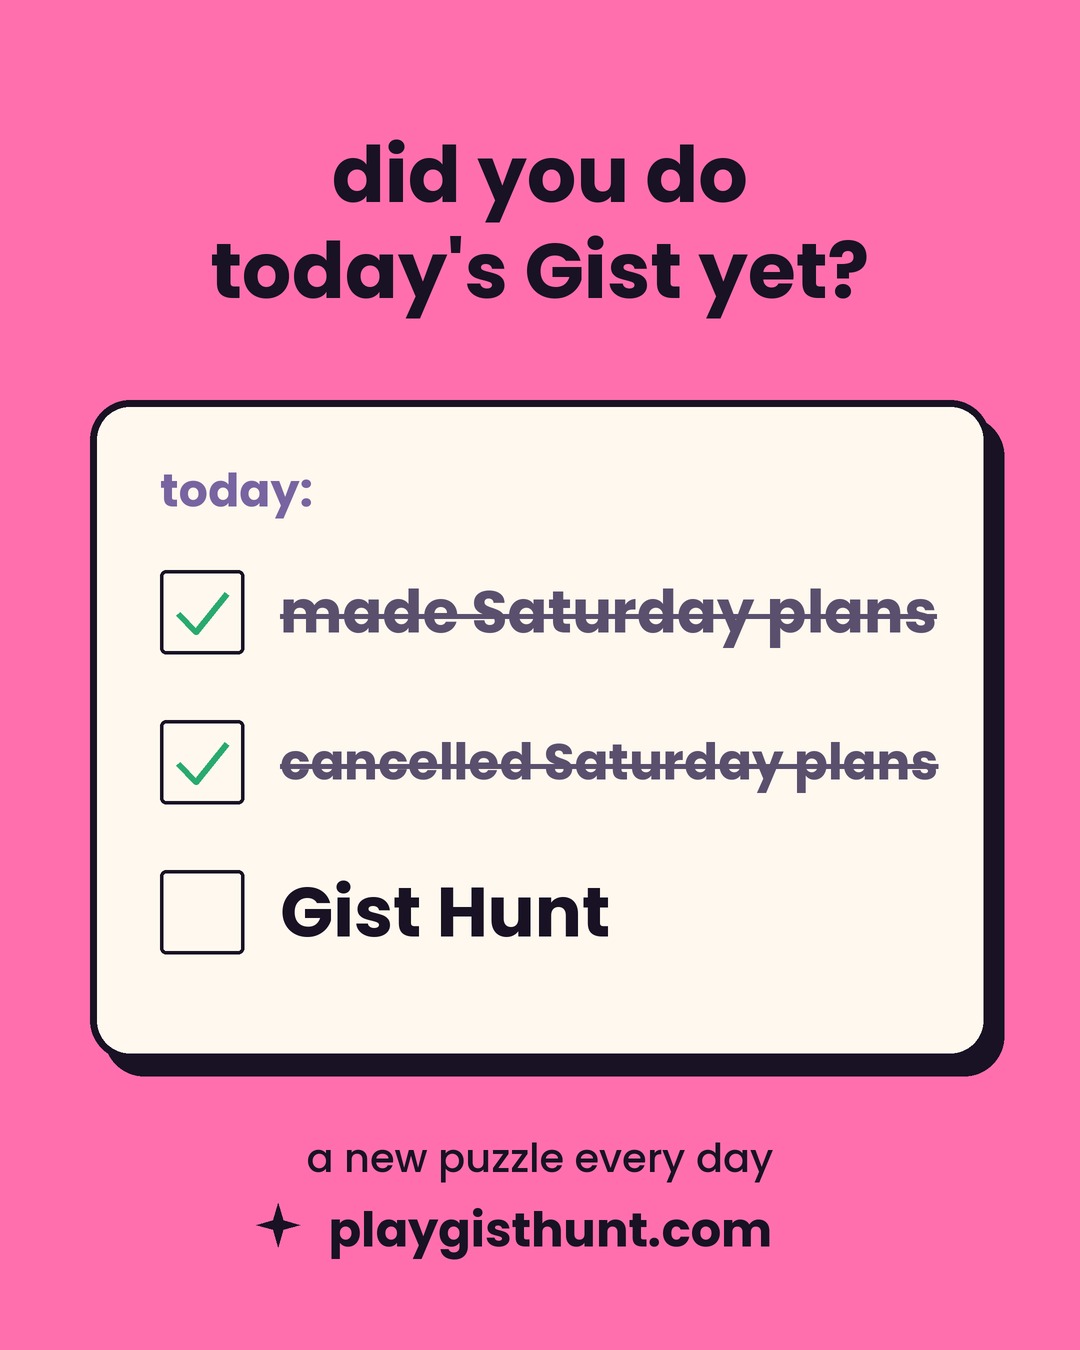 did you do
today's Gist yet?
today:
made Saturday plans
cancelled Saturday plans
Gist Hunt
a new puzzle every day
playgisthunt.com